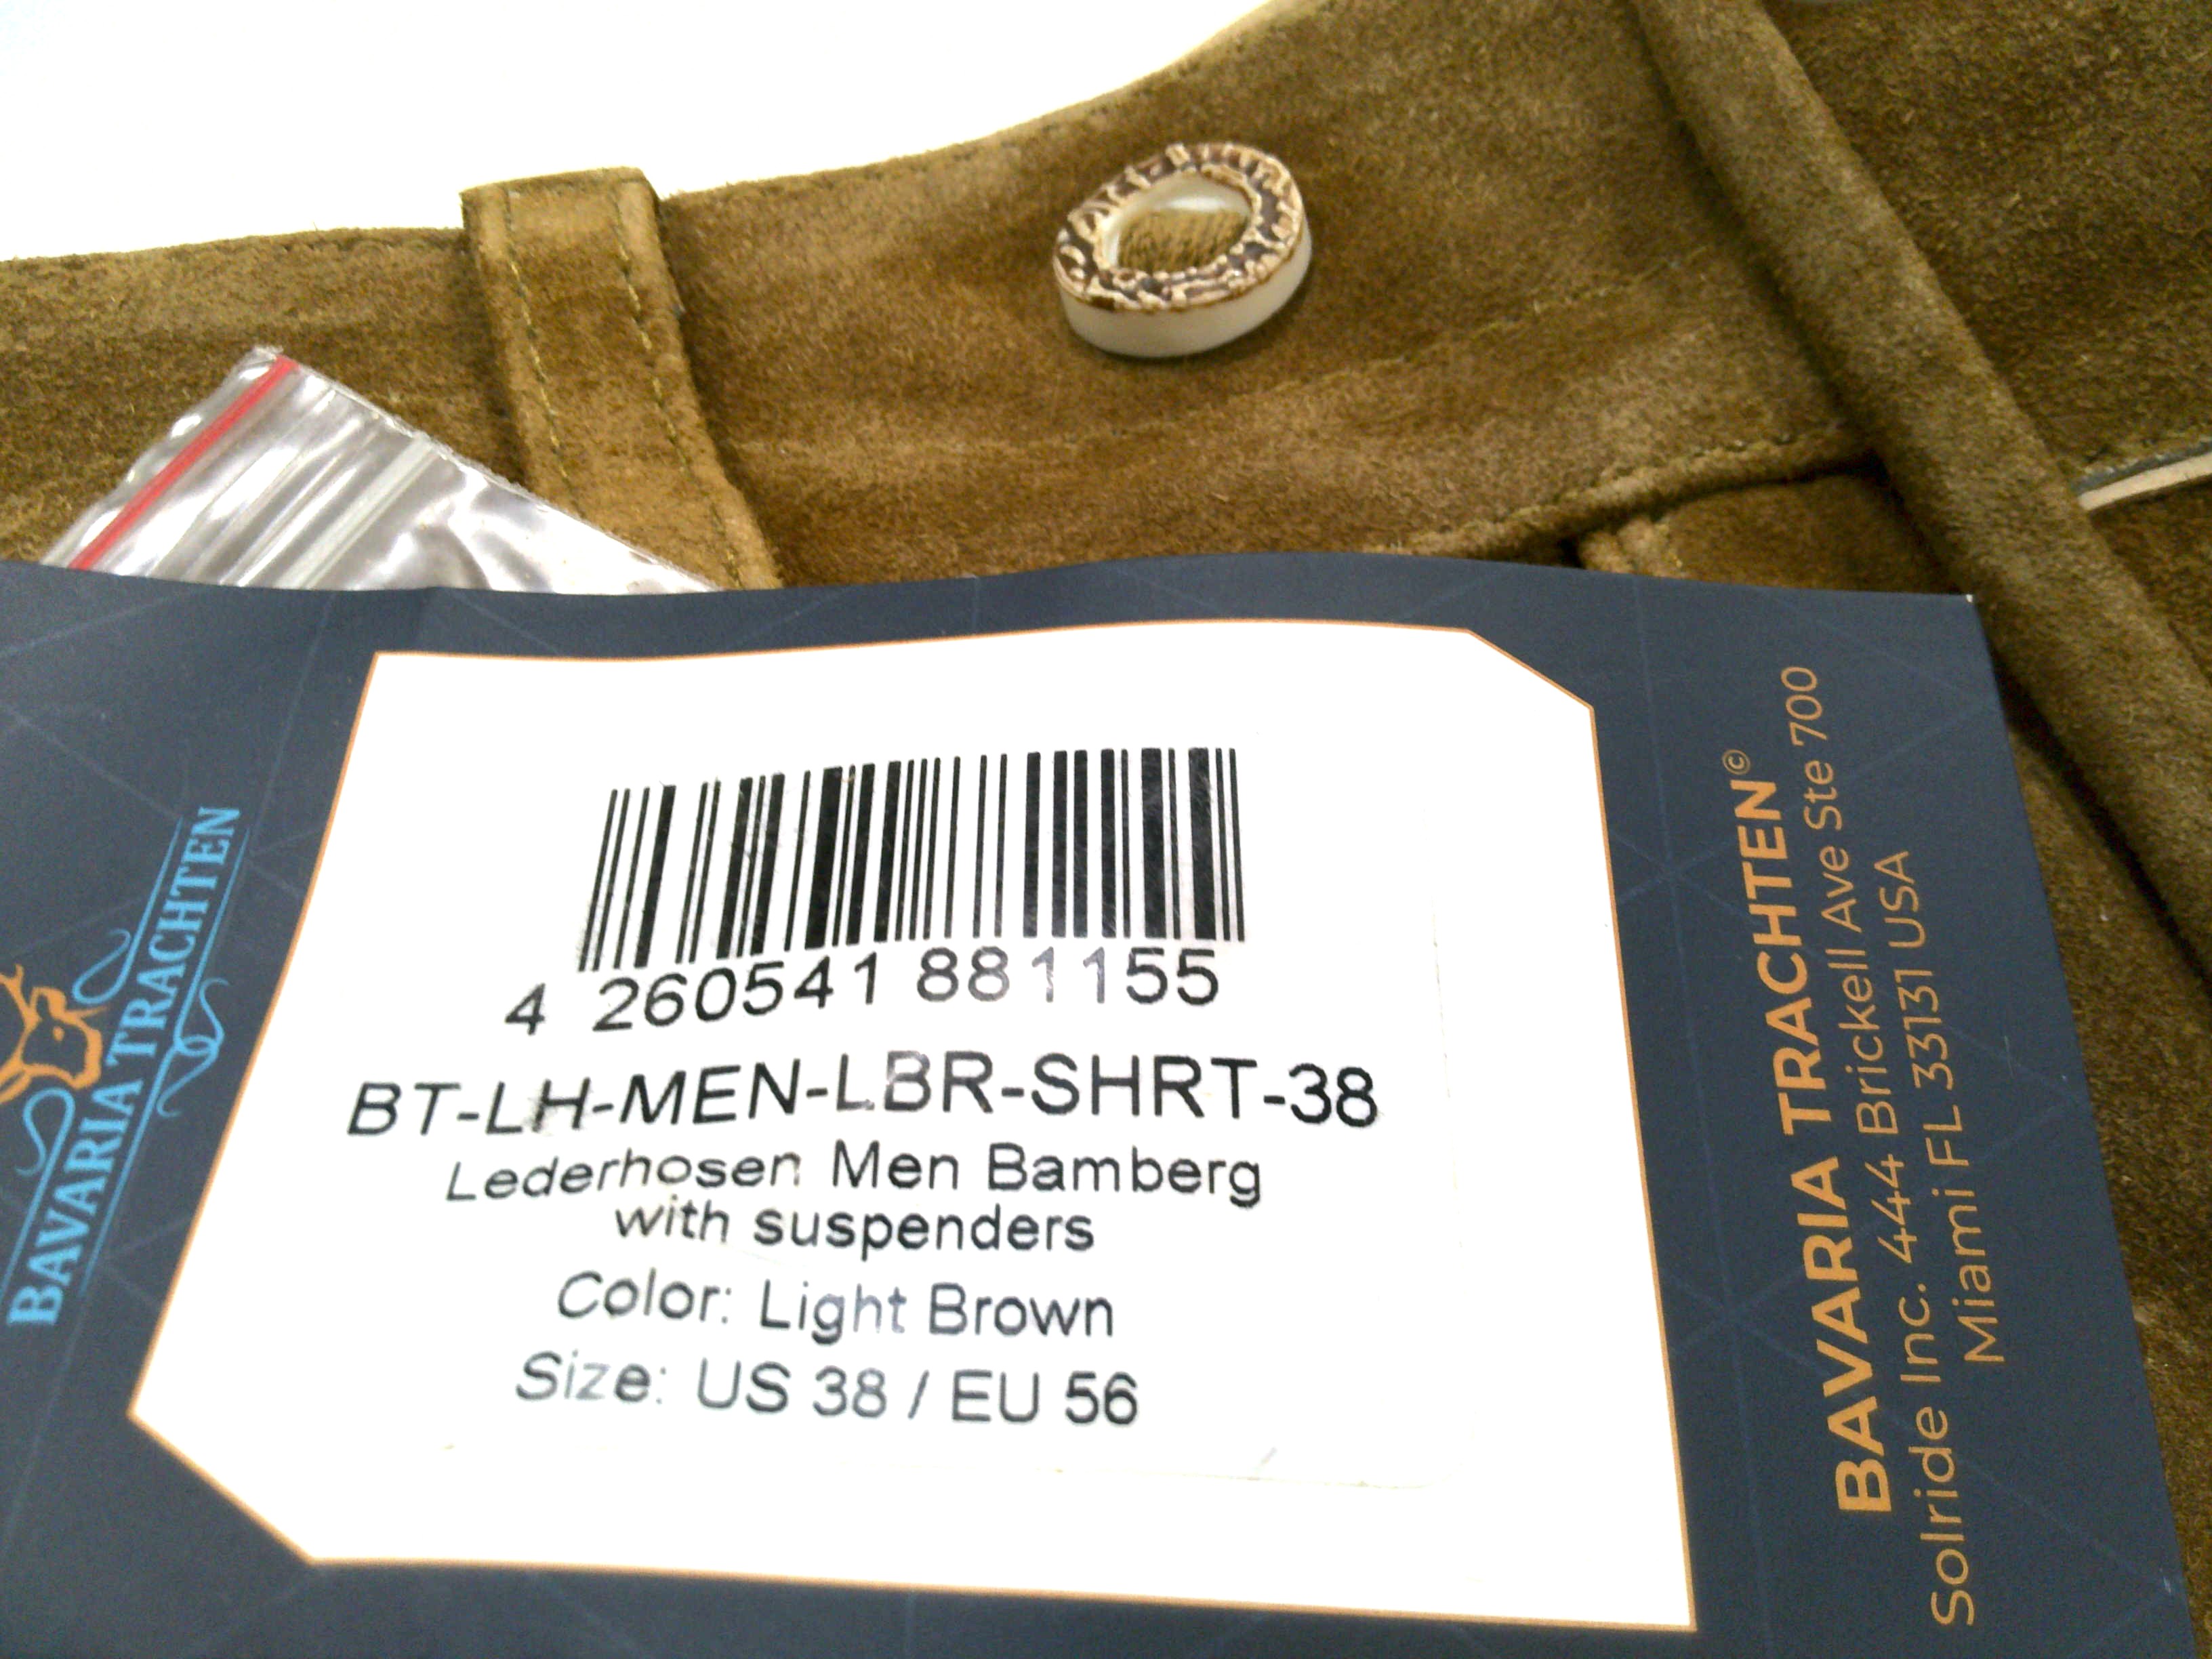 4 260541 881155
BT-LH-MEN-LBR-SHRT-38
Lederhosen Men Bamberg
with suspenders
Color: Light Brown
Size: US 38 / EU 56
BAVARIA TRACHTEN
BAVARIA TRACHTEN©
Solride Inc. 444 Brickell Ave Ste 700
Miami FL 33131 USA